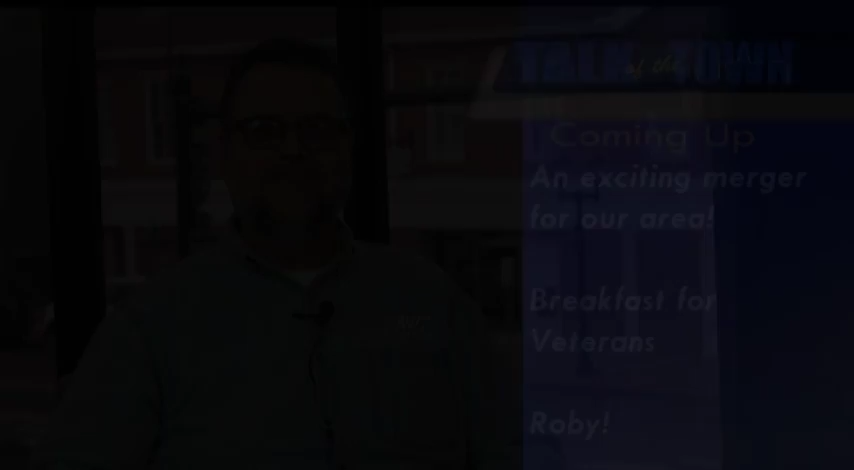 TALK of the TOWN
Coming Up
An exciting merger
for our area!
Breakfast for
Veterans
Roby!